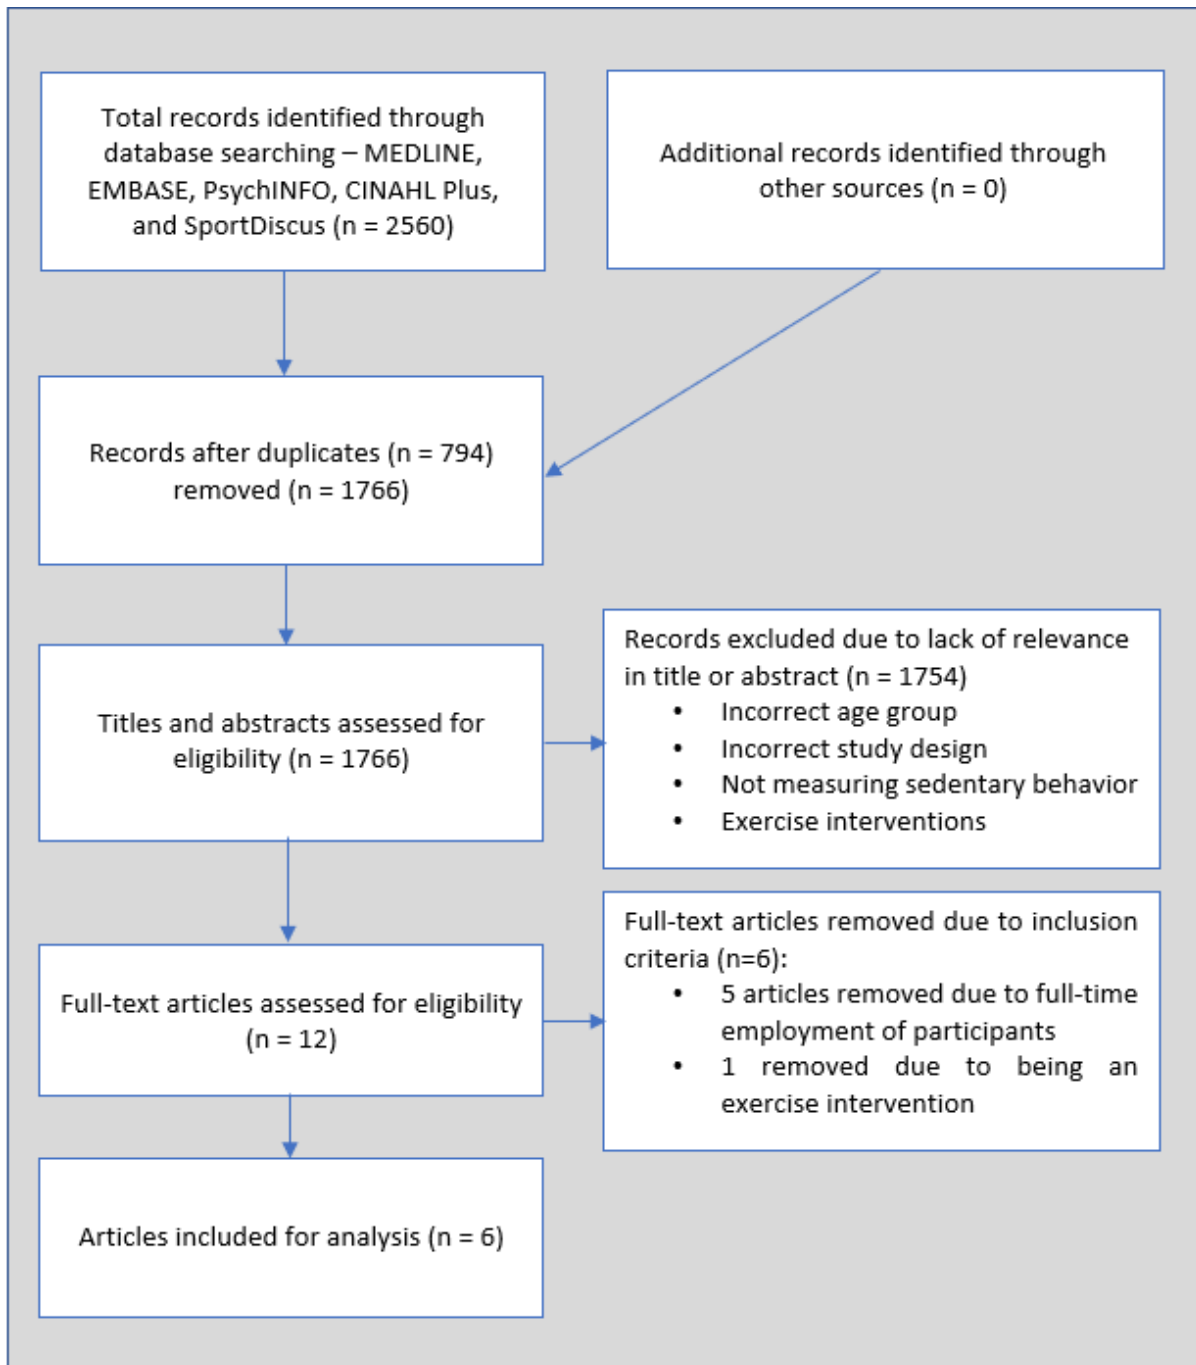 Total records identified through
database searching – MEDLINE,
EMBASE, PsychINFO, CINAHL Plus,
and SportDiscus (n = 2560)
Additional records identified through
other sources (n = 0)
Records after duplicates (n = 794)
removed (n = 1766)
Titles and abstracts assessed for
eligibility (n = 1766)
Records excluded due to lack of relevance
in title or abstract (n = 1754)
• Incorrect age group
• Incorrect study design
• Not measuring sedentary behavior
• Exercise interventions
Full-text articles assessed for eligibility
(n = 12)
Full-text articles removed due to inclusion
criteria (n=6):
• 5 articles removed due to full-time
employment of participants
• 1 removed due to being an
exercise intervention
Articles included for analysis (n = 6)